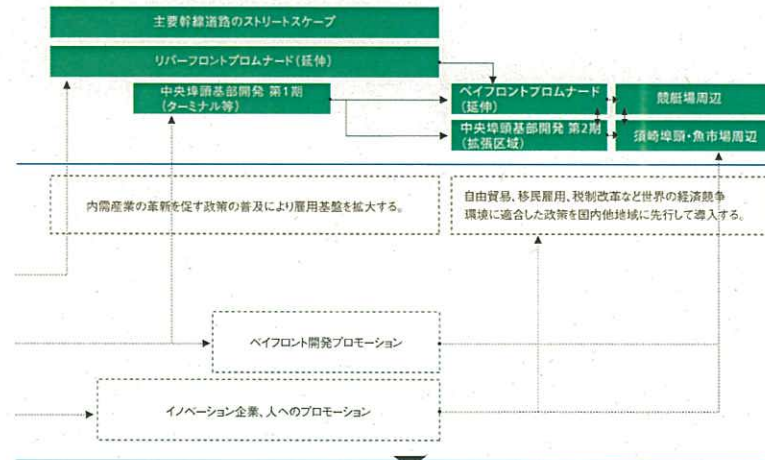 主要幹線道路のストリートスケープ
リバーフロントプロムナード(延伸)
中央埠頭基部開発 第1期
(ターミナル等)
ベイフロントプロムナード
(延伸)
競艇場周辺
中央埠頭基部開発 第2期
(拡張区域)
須崎埠頭・魚市場周辺
内需産業の革新を促す政策の普及により雇用基盤を拡大する。
自由貿易、移民雇用、税制改革など世界の経済競争
環境に適合した政策を国内他地域に先行して導入する。
ベイフロント開発プロモーション
イノベーション企業、人へのプロモーション